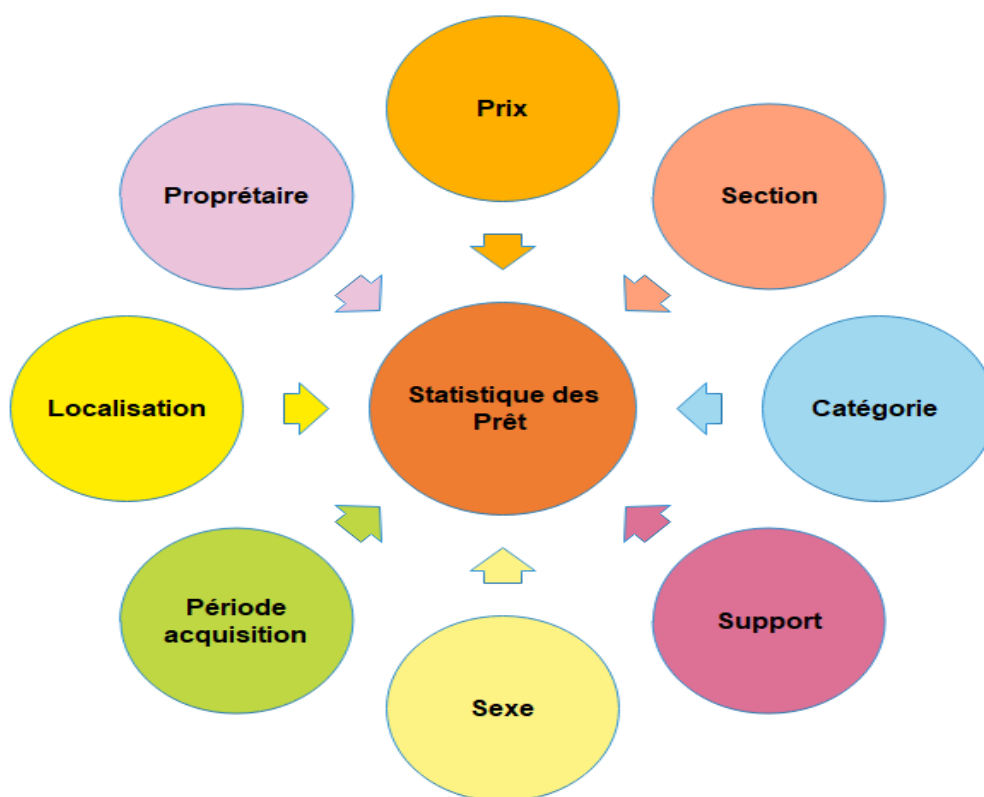 Prix
Proprétaire
Section
Localisation
Statistique des
Prêt
Catégorie
Période
acquisition
Support
Sexe